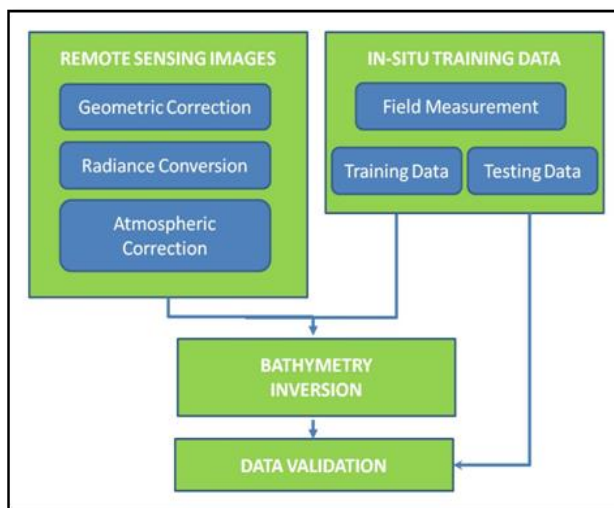 REMOTE SENSING IMAGES
Geometric Correction
Radiance Conversion
Atmospheric
Correction
IN-SITU TRAINING DATA
Field Measurement
Training Data
Testing Data
BATHYMETRY
INVERSION
DATA VALIDATION